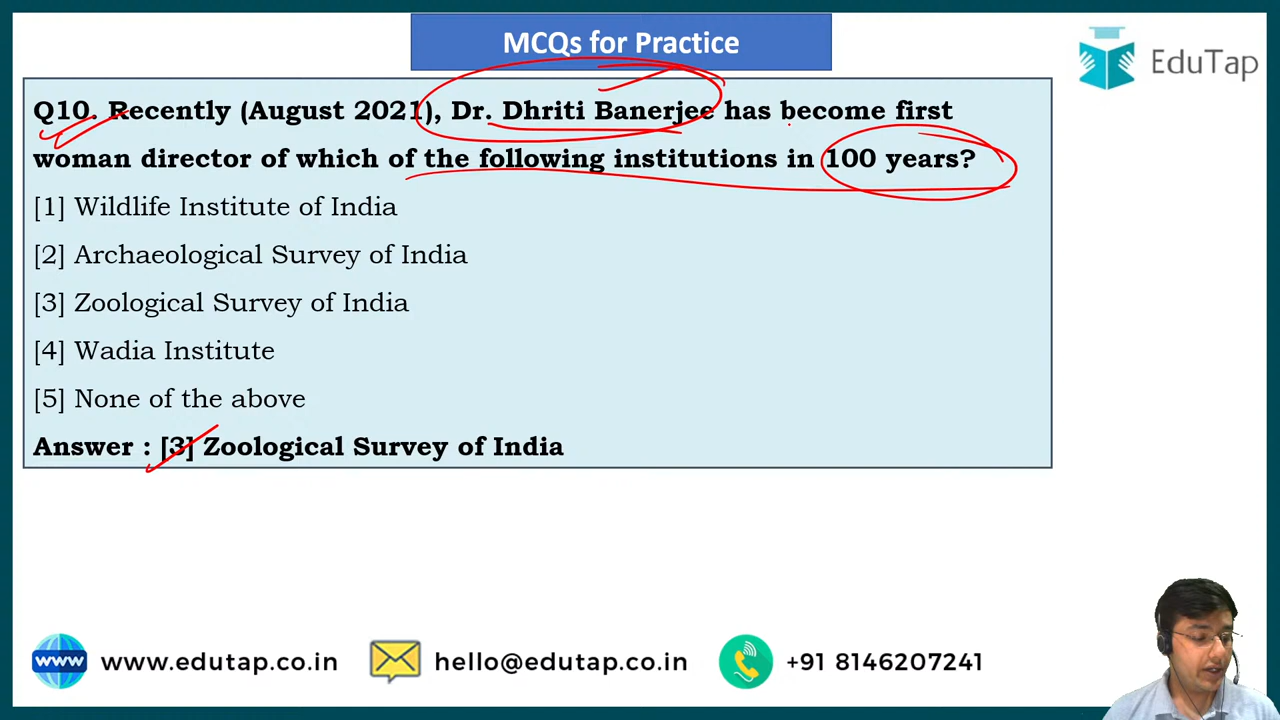 MCQs for Practice
EduTap
Q10. Recently (August 2021), Dr. Dhriti Banerjee has become first
woman director of which of the following institutions in 100 years?
[1] Wildlife Institute of India
[2] Archaeological Survey of India
[3] Zoological Survey of India
[4] Wadia Institute
[5] None of the above
Answer : [3] Zoological Survey of India
www www.edutap.co.in hello@edutap.co.in +91 8146207241